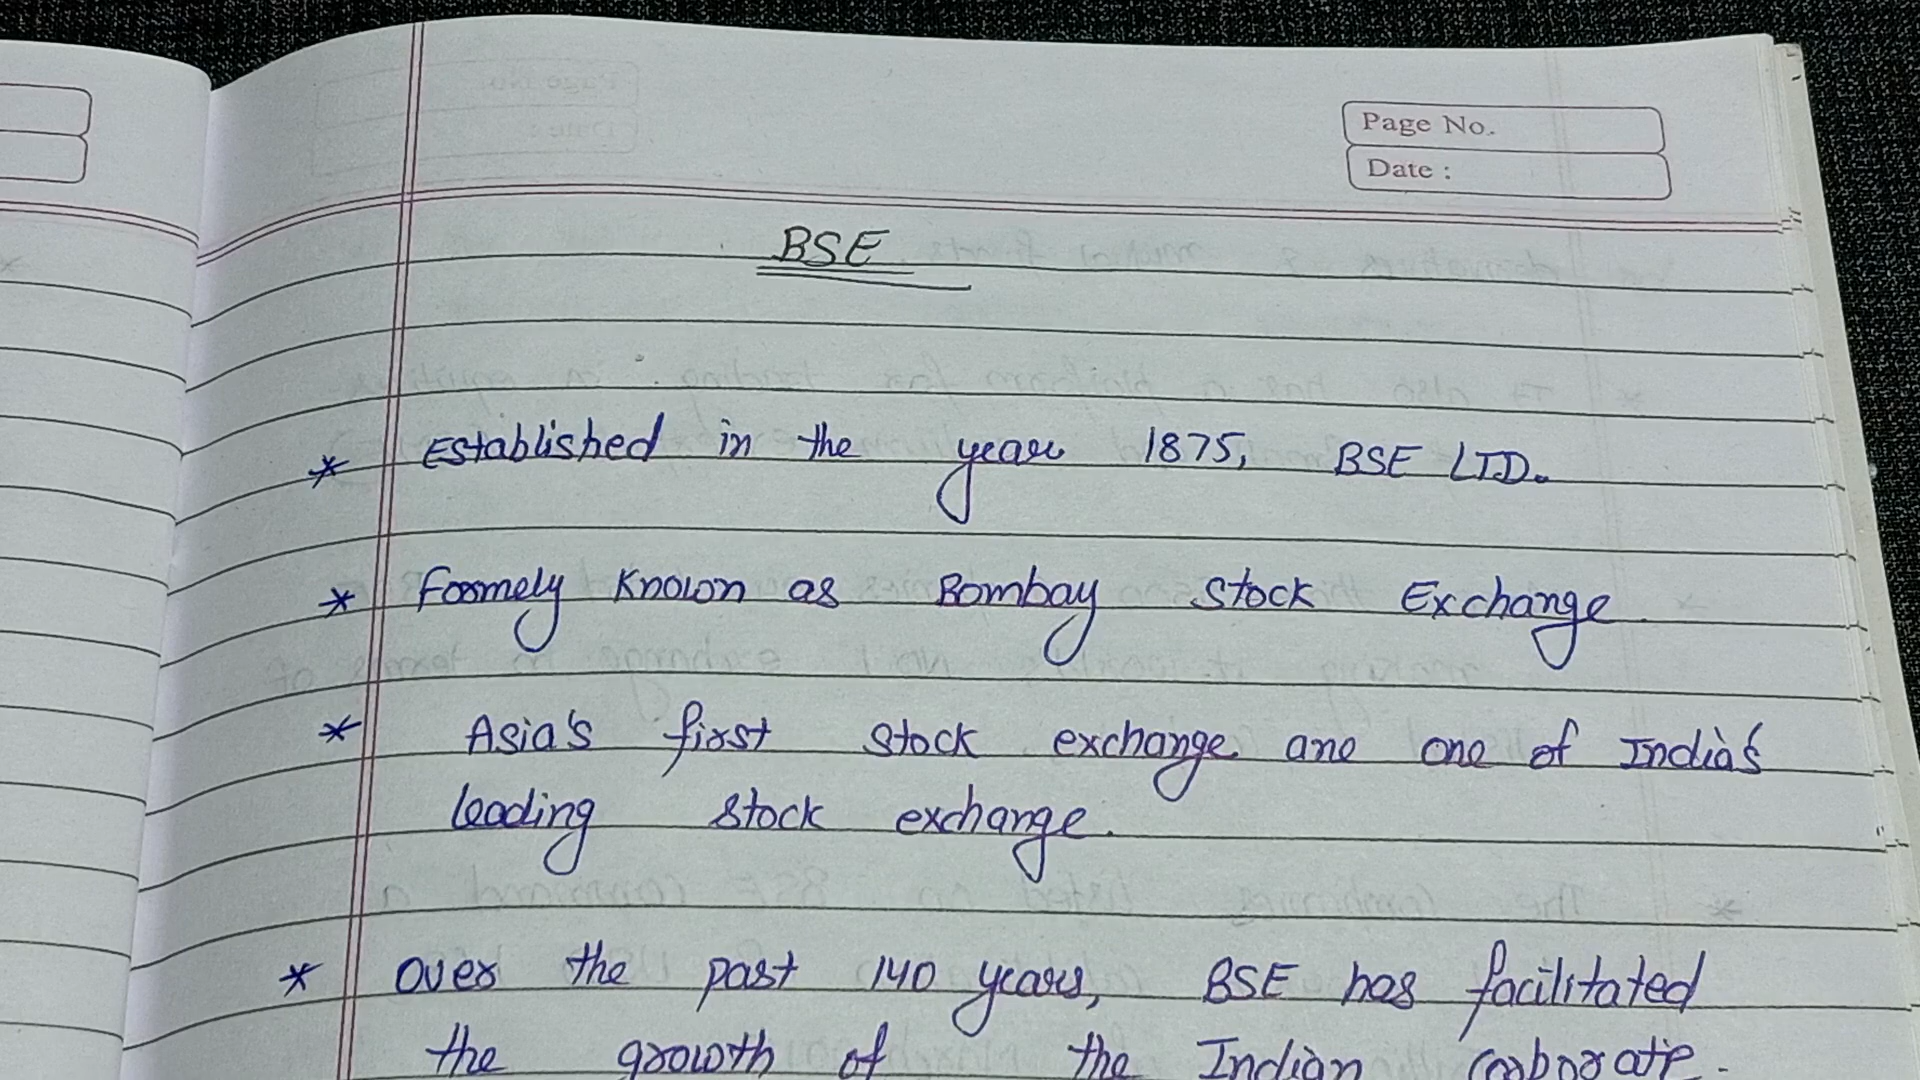 Page No.
Date :
BSE
* Established in the year 1875, BSE LTD.
* Formely Known as Bombay Stock Exchange
* Asia's first stock exchange are one of India's
leading stock exchange.
* Over the past 140 years, BSE has facilitated
the growth of the Indian corporate.